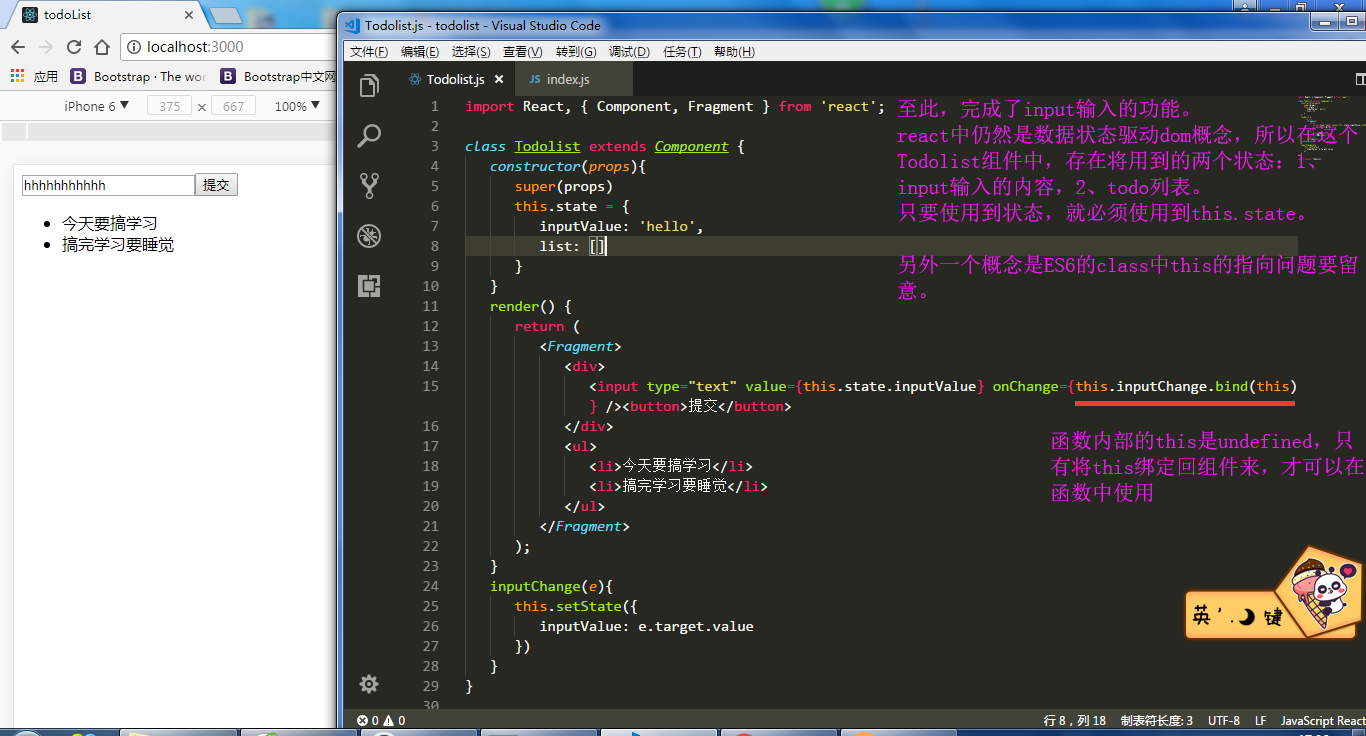 todoList
Todolist.js - todolist - Visual Studio Code
localhost:3000
文件(F) 编辑(E) 选择(S) 查看(V) 转到(G) 调试(D) 任务(T) 帮助(H)
应用 Bootstrap · The wor Bootstrap中文网
Todolist.js index.js
iPhone 6 375 x 667 100%
hhhhhhhhhhh 提交
今天要搞学习
搞完学习要睡觉
1 import React, { Component, Fragment } from 'react';
2
3 class Todolist extends Component {
4 constructor(props){
5 super(props)
6 this.state = {
7 inputValue: 'hello',
8 list: []
9 }
10 }
11 render() {
12 return (
13 <Fragment>
14 <div>
15 <input type="text" value={this.state.inputValue} onChange={this.inputChange.bind(this)
} /><button>提交</button>
16 </div>
17 <ul>
18 <li>今天要搞学习</li>
19 <li>搞完学习要睡觉</li>
20 </ul>
21 </Fragment>
22 );
23 }
24 inputChange(e){
25 this.setState({
26 inputValue: e.target.value
27 })
28 }
29 }
30
至此，完成了input输入的功能。
react中仍然是数据状态驱动dom概念，所以在这个
Todolist组件中，存在将用到的两个状态：1、
input输入的内容，2、todo列表。
只要使用到状态，就必须使用到this.state。
另外一个概念是ES6的class中this的指向问题要留
意。
函数内部的this是undefined，只
有将this绑定回组件来，才可以在
函数中使用
英 ’. 键
0 0 行 8，列 18 制表符长度: 3 UTF-8 LF JavaScript React